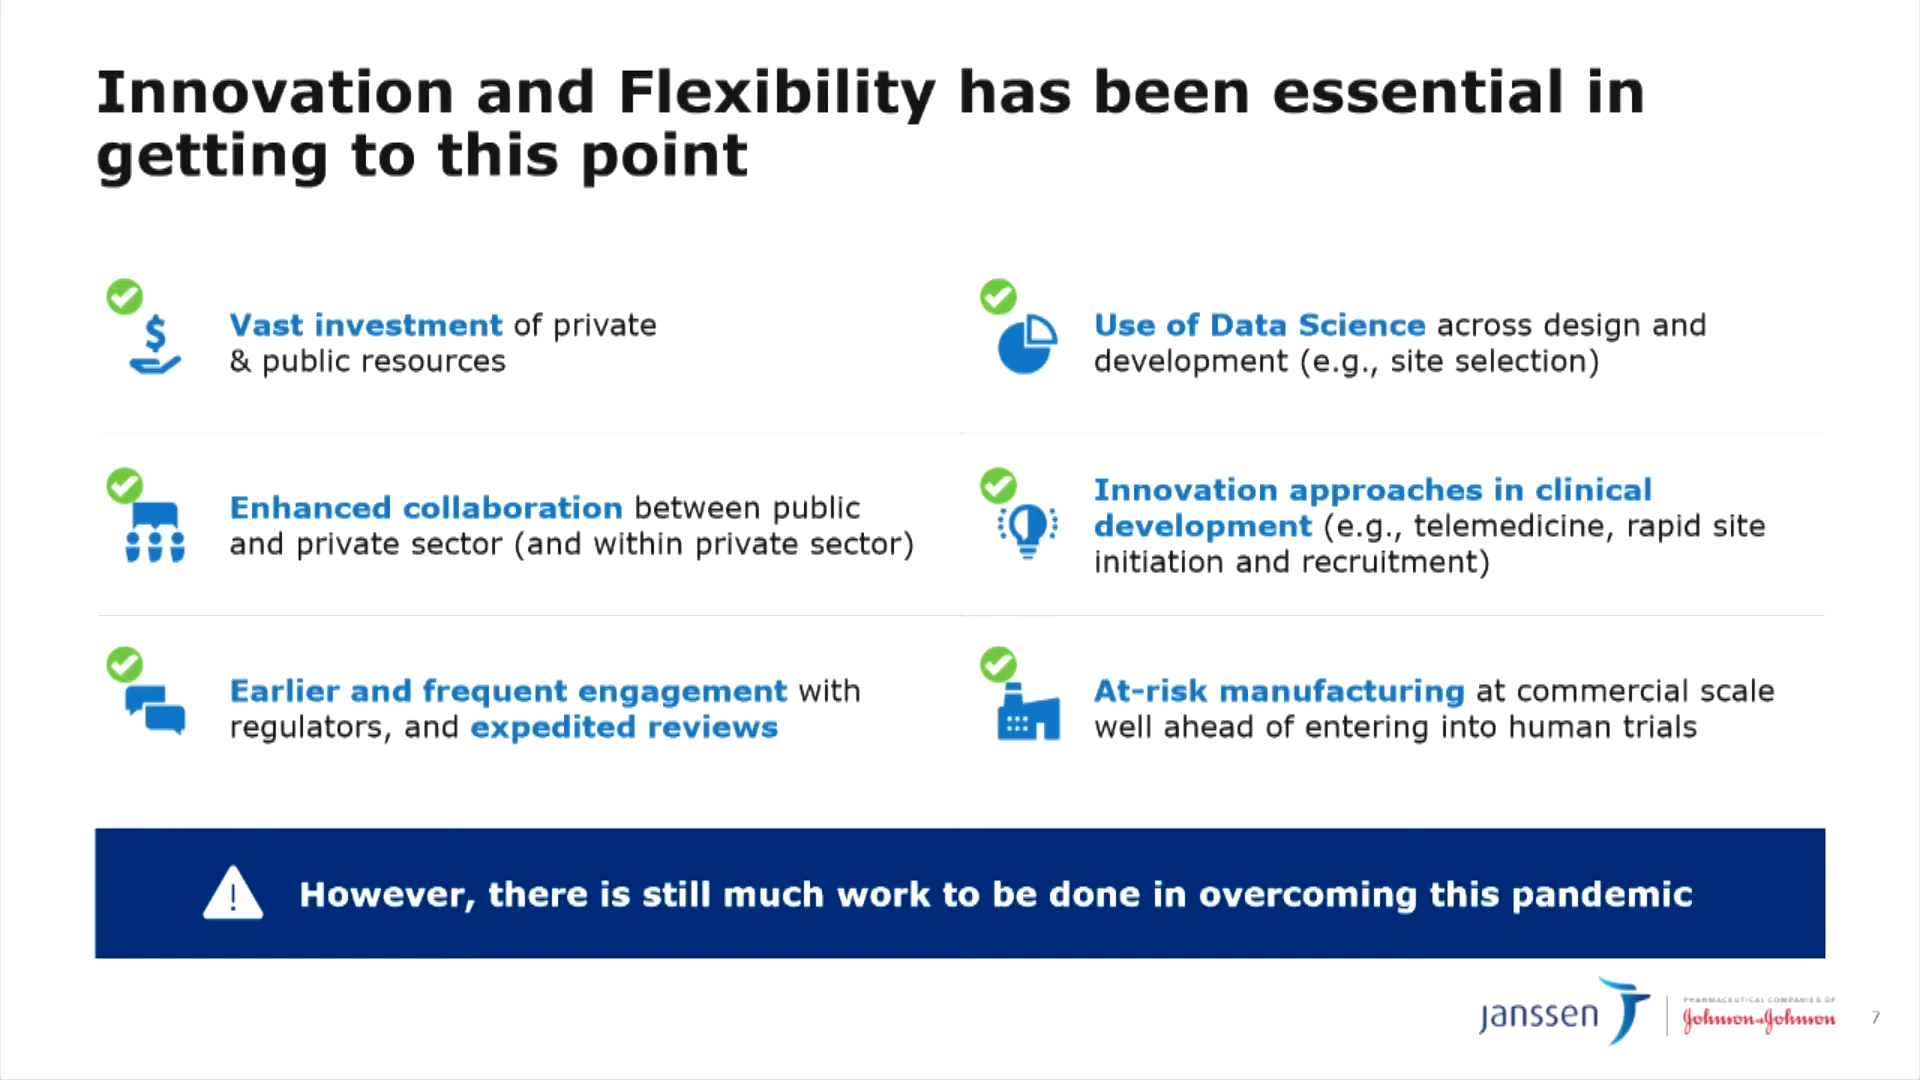 Innovation and Flexibility has been essential in
getting to this point
Vast investment of private
& public resources
Use of Data Science across design and
development (e.g., site selection)
Enhanced collaboration between public
and private sector (and within private sector)
Innovation approaches in clinical
development (e.g., telemedicine, rapid site
initiation and recruitment)
Earlier and frequent engagement with
regulators, and expedited reviews
At-risk manufacturing at commercial scale
well ahead of entering into human trials
However, there is still much work to be done in overcoming this pandemic
janssen
PHARMACEUTICAL COMPANIES OF
Johnson & Johnson
7